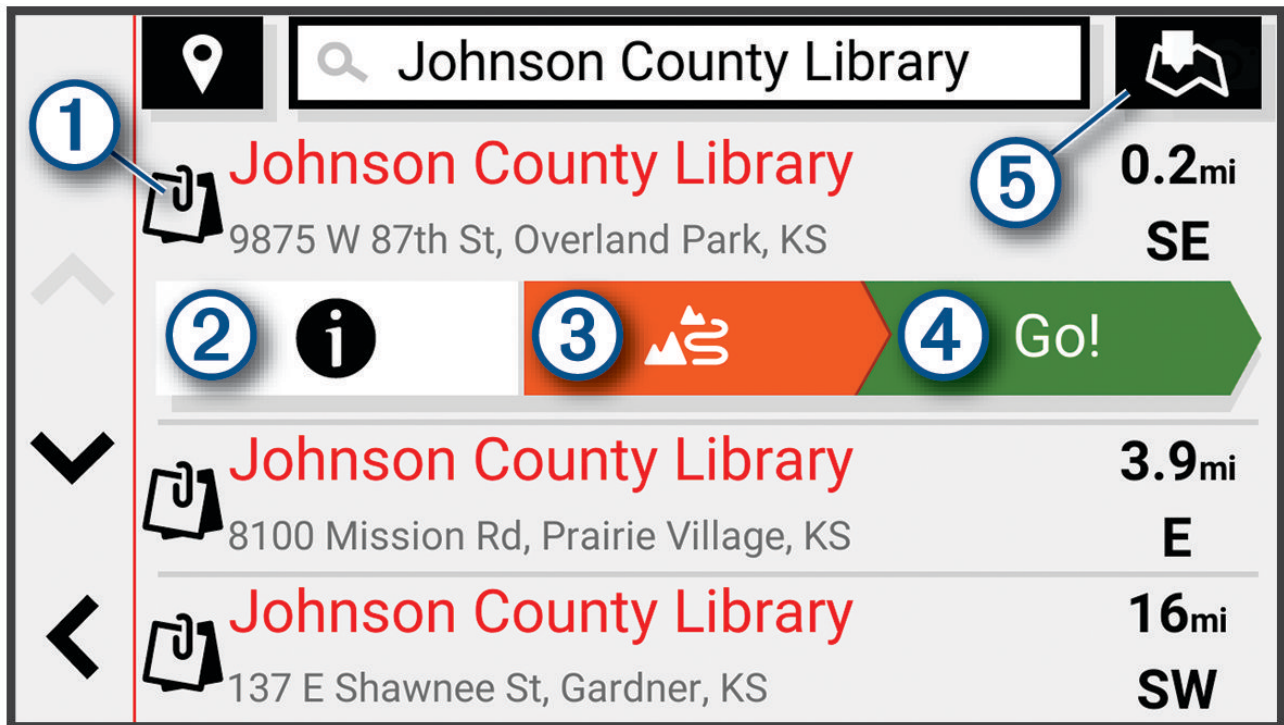 Johnson County Library
1
Johnson County Library
5
0.2mi
9875 W 87th St, Overland Park, KS
SE
2
i
3
4
Go!
Johnson County Library
3.9mi
8100 Mission Rd, Prairie Village, KS
E
Johnson County Library
16mi
137 E Shawnee St, Gardner, KS
SW